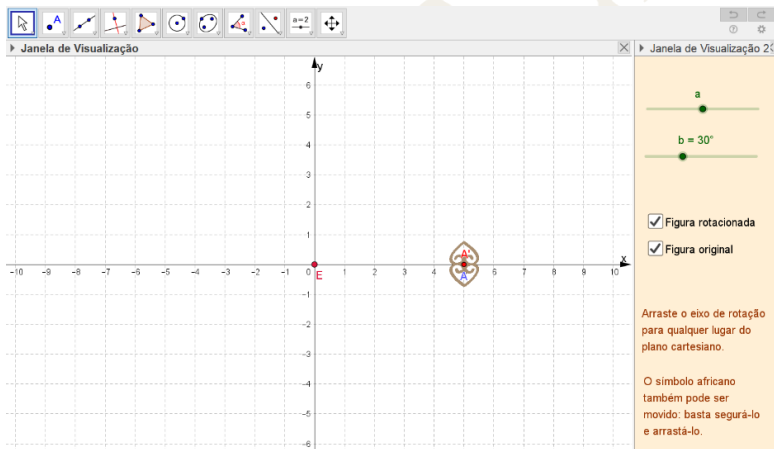 A
a=2
Janela de Visualização
Janela de Visualização 2
y
6
5
4
3
2
1
A'
x
-10 -9 -8 -7 -6 -5 -4 -3 -2 -1 0 1 2 3 4 5 6 7 8 9 10
E
A
-1
-2
-3
-4
-5
-6
a
b = 30°
Figura rotacionada
Figura original
Arraste o eixo de rotação
para qualquer lugar do
plano cartesiano.
O símbolo africano
também pode ser
movido: basta segurá-lo
e arrastá-lo.